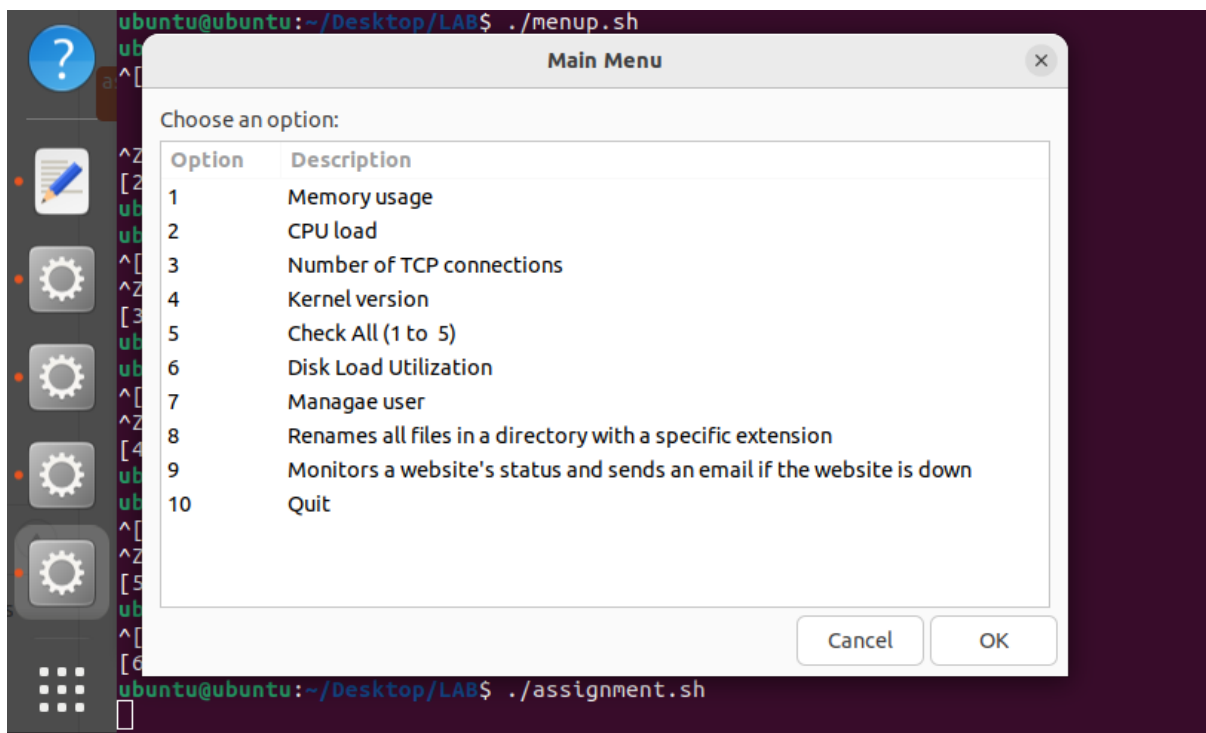 ubuntu@ubuntu:~/Desktop/LAB$ ./menup.sh
Main Menu
Choose an option:
Option Description
1 Memory usage
2 CPU load
3 Number of TCP connections
4 Kernel version
5 Check All (1 to  5)
6 Disk Load Utilization
7 Managae user
8 Renames all files in a directory with a specific extension
9 Monitors a website's status and sends an email if the website is down
10 Quit
Cancel OK
ubuntu@ubuntu:~/Desktop/LAB$ ./assignment.sh